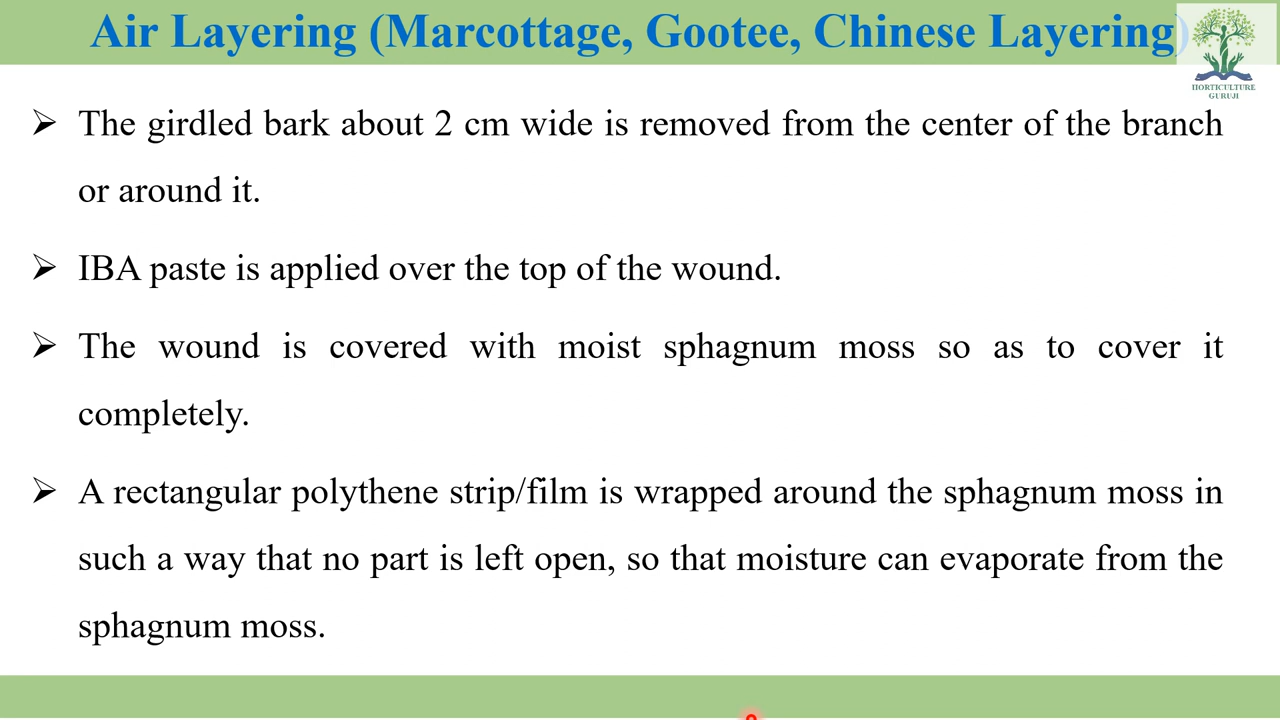 Air Layering (Marcottage, Gootee, Chinese Layering)
HORTICULTURE
GURUJI
➢ The girdled bark about 2 cm wide is removed from the center of the branch
or around it.
➢ IBA paste is applied over the top of the wound.
➢ The wound is covered with moist sphagnum moss so as to cover it
completely.
➢ A rectangular polythene strip/film is wrapped around the sphagnum moss in
such a way that no part is left open, so that moisture can evaporate from the
sphagnum moss.